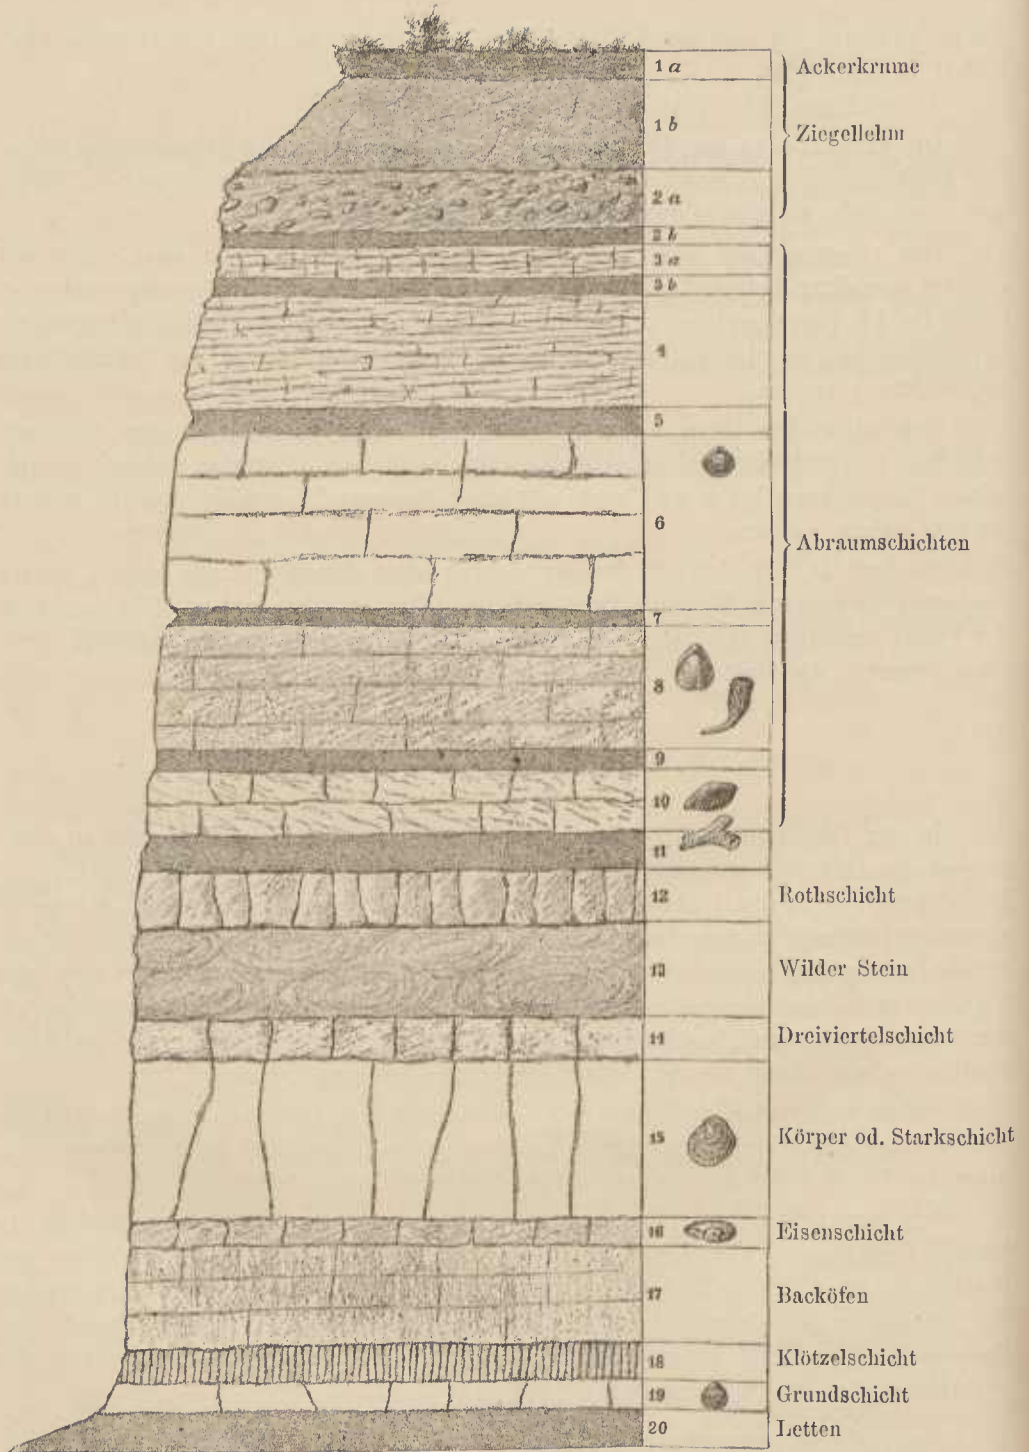 1 a Ackerkrume
1 b Ziegellehm
2 a
2 b
3 a
3 b
4
5
6 Abraumschichten
7
8
9
10
11
12 Rothschicht
13 Wilder Stein
14 Dreiviertelschicht
15 Körper od. Starkschicht
16 Eisenschicht
17 Backöfen
18 Klötzelschicht
19 Grundschicht
20 Letten